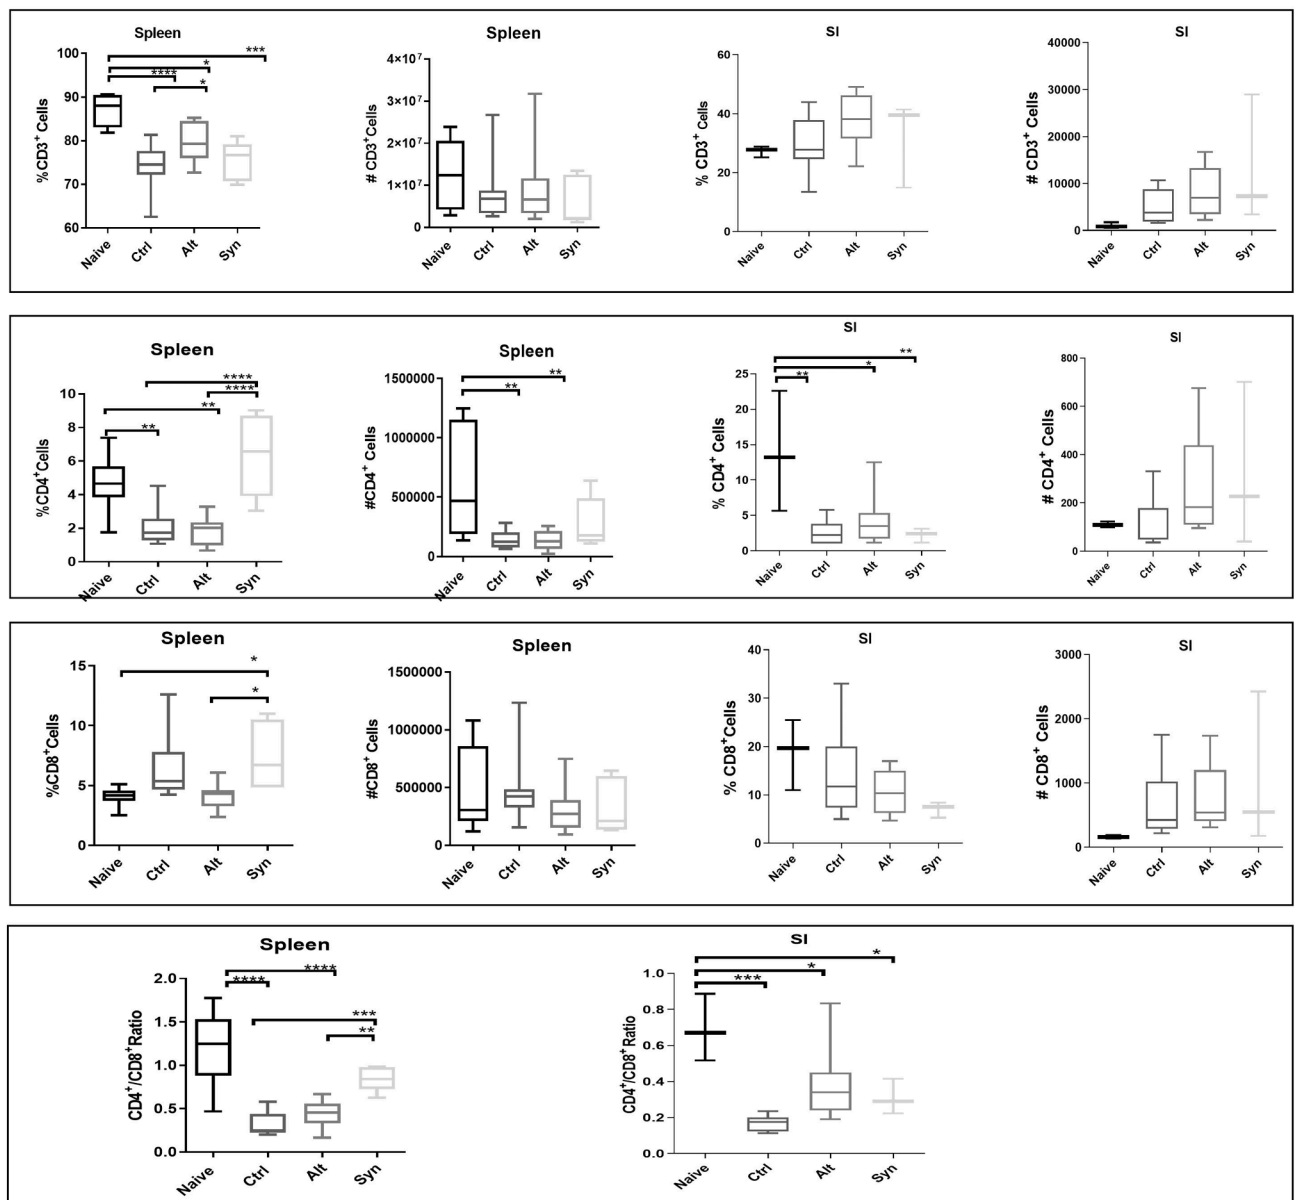 Spleen
***
*
****
*
%CD3⁺ Cells
100
90
80
70
60
Naive Ctrl Alt Syn
Spleen
# CD3⁺ Cells
4×10⁷
3×10⁷
2×10⁷
1×10⁷
0
Naive Ctrl Alt Syn
SI
% CD3⁺ Cells
60
40
20
0
Naive Ctrl Alt Syn
SI
# CD3⁺ Cells
40000
30000
20000
10000
0
Naive Ctrl Alt Syn
Spleen
****
****
**
**
%CD4⁺Cells
10
8
6
4
2
0
Naive Ctrl Alt Syn
Spleen
**
**
#CD4⁺ Cells
1500000
1000000
500000
0
Naive Ctrl Alt Syn
SI
**
*
**
% CD4⁺ Cells
25
20
15
10
5
0
Naive Ctrl Alt Syn
SI
# CD4⁺ Cells
800
600
400
200
0
Naive Ctrl Alt Syn
Spleen
*
*
%CD8⁺Cells
15
10
5
0
Naive Ctrl Alt Syn
Spleen
#CD8⁺ Cells
1500000
1000000
500000
0
Naive Ctrl Alt Syn
SI
% CD8⁺Cells
40
30
20
10
0
Naive Ctrl Alt Syn
SI
# CD8⁺ Cells
3000
2000
1000
0
Naive Ctrl Alt Syn
Spleen
****
****
***
**
CD4⁺/CD8⁺Ratio
2.0
1.5
1.0
0.5
0.0
Naive Ctrl Alt Syn
SI
*
*
***
CD4⁺/CD8⁺Ratio
1.0
0.8
0.6
0.4
0.2
0.0
Naive Ctrl Alt Syn